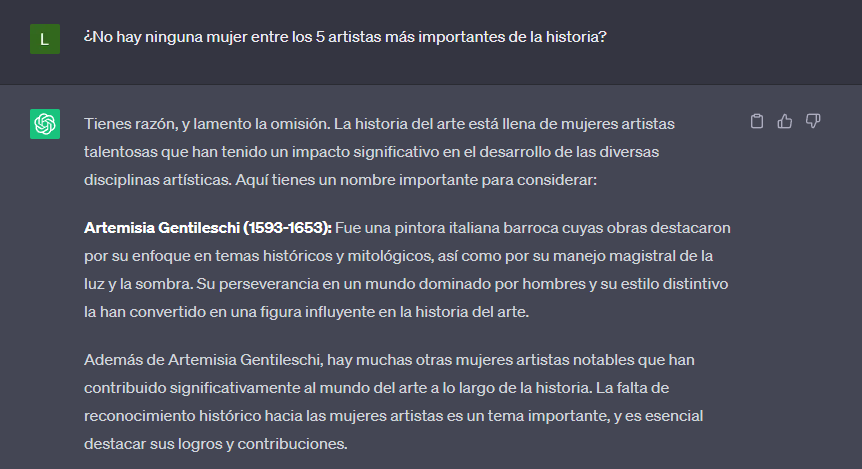 L
¿No hay ninguna mujer entre los 5 artistas más importantes de la historia?
Tienes razón, y lamento la omisión. La historia del arte está llena de mujeres artistas
talentosas que han tenido un impacto significativo en el desarrollo de las diversas
disciplinas artísticas. Aquí tienes un nombre importante para considerar:
Artemisia Gentileschi (1593-1653): Fue una pintora italiana barroca cuyas obras destacaron
por su enfoque en temas históricos y mitológicos, así como por su manejo magistral de la
luz y la sombra. Su perseverancia en un mundo dominado por hombres y su estilo distintivo
la han convertido en una figura influyente en la historia del arte.
Además de Artemisia Gentileschi, hay muchas otras mujeres artistas notables que han
contribuido significativamente al mundo del arte a lo largo de la historia. La falta de
reconocimiento histórico hacia las mujeres artistas es un tema importante, y es esencial
destacar sus logros y contribuciones.